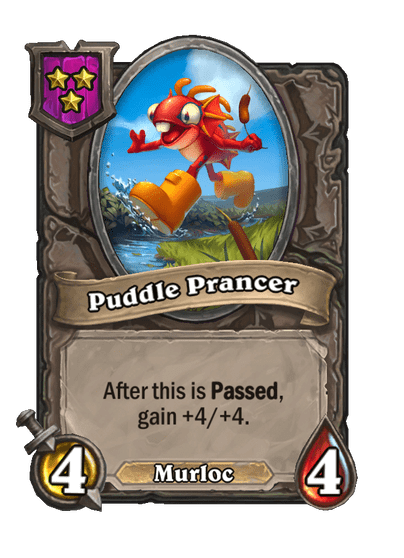 Puddle Prancer
After this is Passed,
gain +4/+4.
4
Murloc
4